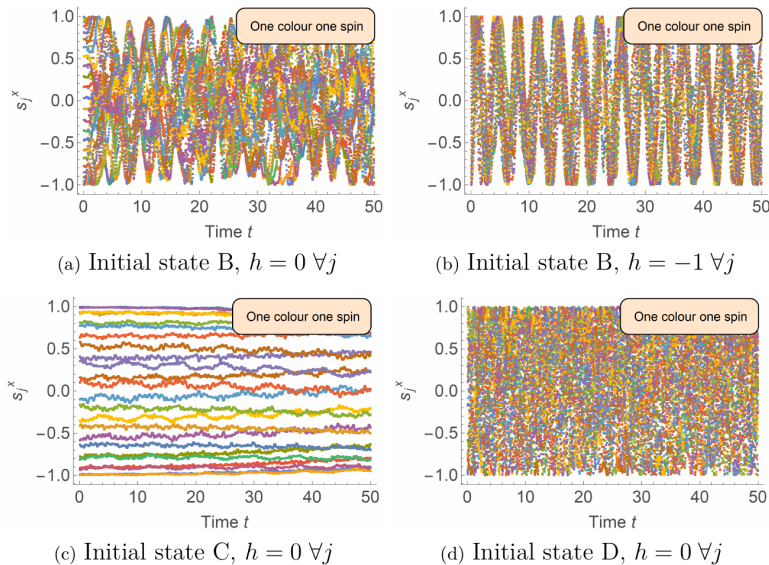 One colour one spin
1.0
0.5
0.0
−0.5
−1.0
s_j^x
0 10 20 30 40 50
Time t
(a) Initial state B, h = 0 ∀j
One colour one spin
1.0
0.5
0.0
−0.5
−1.0
s_j^x
0 10 20 30 40 50
Time t
(b) Initial state B, h = −1 ∀j
One colour one spin
1.0
0.5
0.0
−0.5
−1.0
s_j^x
0 10 20 30 40 50
Time t
(c) Initial state C, h = 0 ∀j
One colour one spin
1.0
0.5
0.0
−0.5
−1.0
s_j^x
0 10 20 30 40 50
Time t
(d) Initial state D, h = 0 ∀j